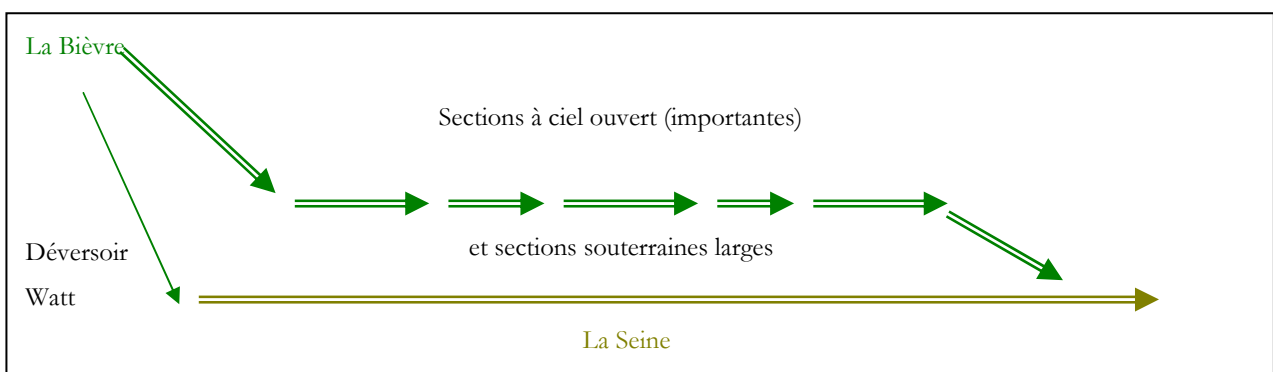 La Bièvre
Sections à ciel ouvert (importantes)
et sections souterraines larges
Déversoir
Watt
La Seine